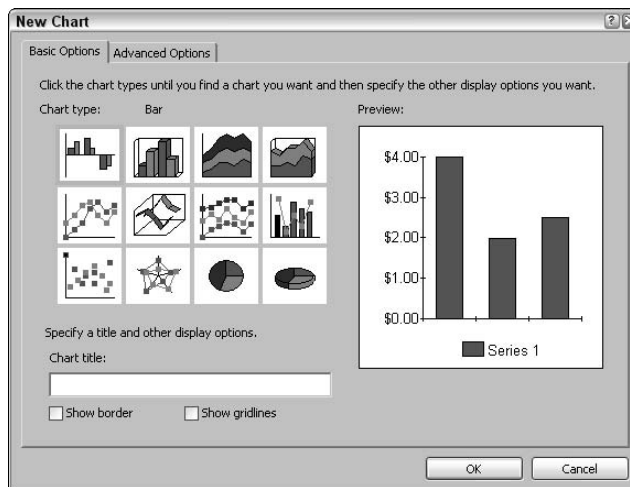 New Chart
Basic Options
Advanced Options
Click the chart types until you find a chart you want and then specify the other display options you want.
Chart type:
Bar
Preview:
$4.00
$3.00
$2.00
$1.00
$0.00
Series 1
Specify a title and other display options.
Chart title:
Show border
Show gridlines
OK
Cancel